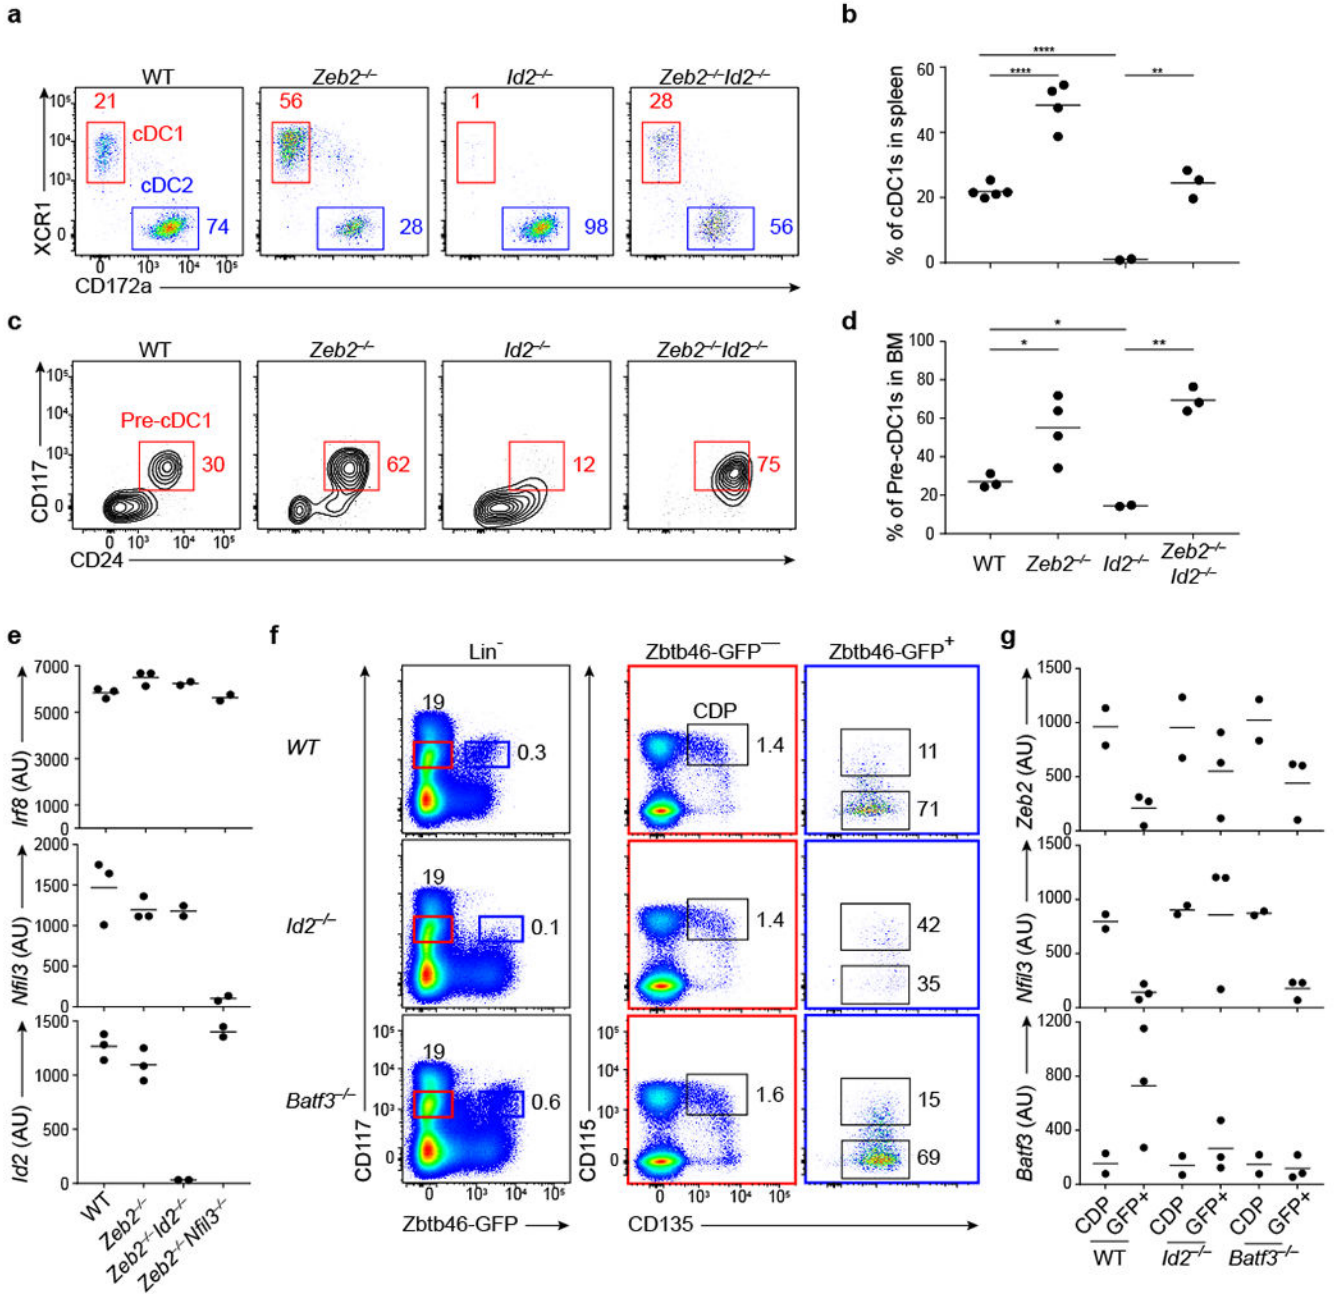 a
WT
Zeb2–/–
Id2–/–
Zeb2–/–Id2–/–
10⁵
10⁴
10³
0
XCR1
21
cDC1
cDC2
74
56
28
1
98
28
56
0
10³
10⁴
10⁵
CD172a
b
% of cDC1s in spleen
60
40
20
0
****
****
**
c
WT
Zeb2–/–
Id2–/–
Zeb2–/–Id2–/–
10⁵
10⁴
10³
0
CD117
Pre-cDC1
30
62
12
75
0
10³
10⁴
10⁵
CD24
d
% of Pre-cDC1s in BM
100
80
60
40
20
0
*
*
**
WT
Zeb2–/–
Id2–/–
Zeb2–/–
Id2–/–
e
Irf8 (AU)
7000
5000
3000
1000
0
Nfil3 (AU)
2000
1500
1000
500
0
Id2 (AU)
1500
1000
500
0
WT
Zeb2–/–
Zeb2–/–Id2–/–
Zeb2–/–Nfil3–/–
f
Lin-
Zbtb46-GFP—
Zbtb46-GFP+
WT
19
0.3
CDP
1.4
11
71
Id2–/–
19
0.1
1.4
42
35
Batf3–/–
19
0.6
1.6
15
69
10⁵
10⁴
10³
0
CD117
0
10³
10⁴
10⁵
Zbtb46-GFP
10⁵
10⁴
10³
0
CD115
0
10³
10⁴
10⁵
CD135
g
Zeb2 (AU)
1500
1000
500
0
Nfil3 (AU)
1500
1000
500
0
Batf3 (AU)
1200
800
400
0
CDP
GFP+
CDP
GFP+
CDP
GFP+
WT
Id2–/–
Batf3–/–